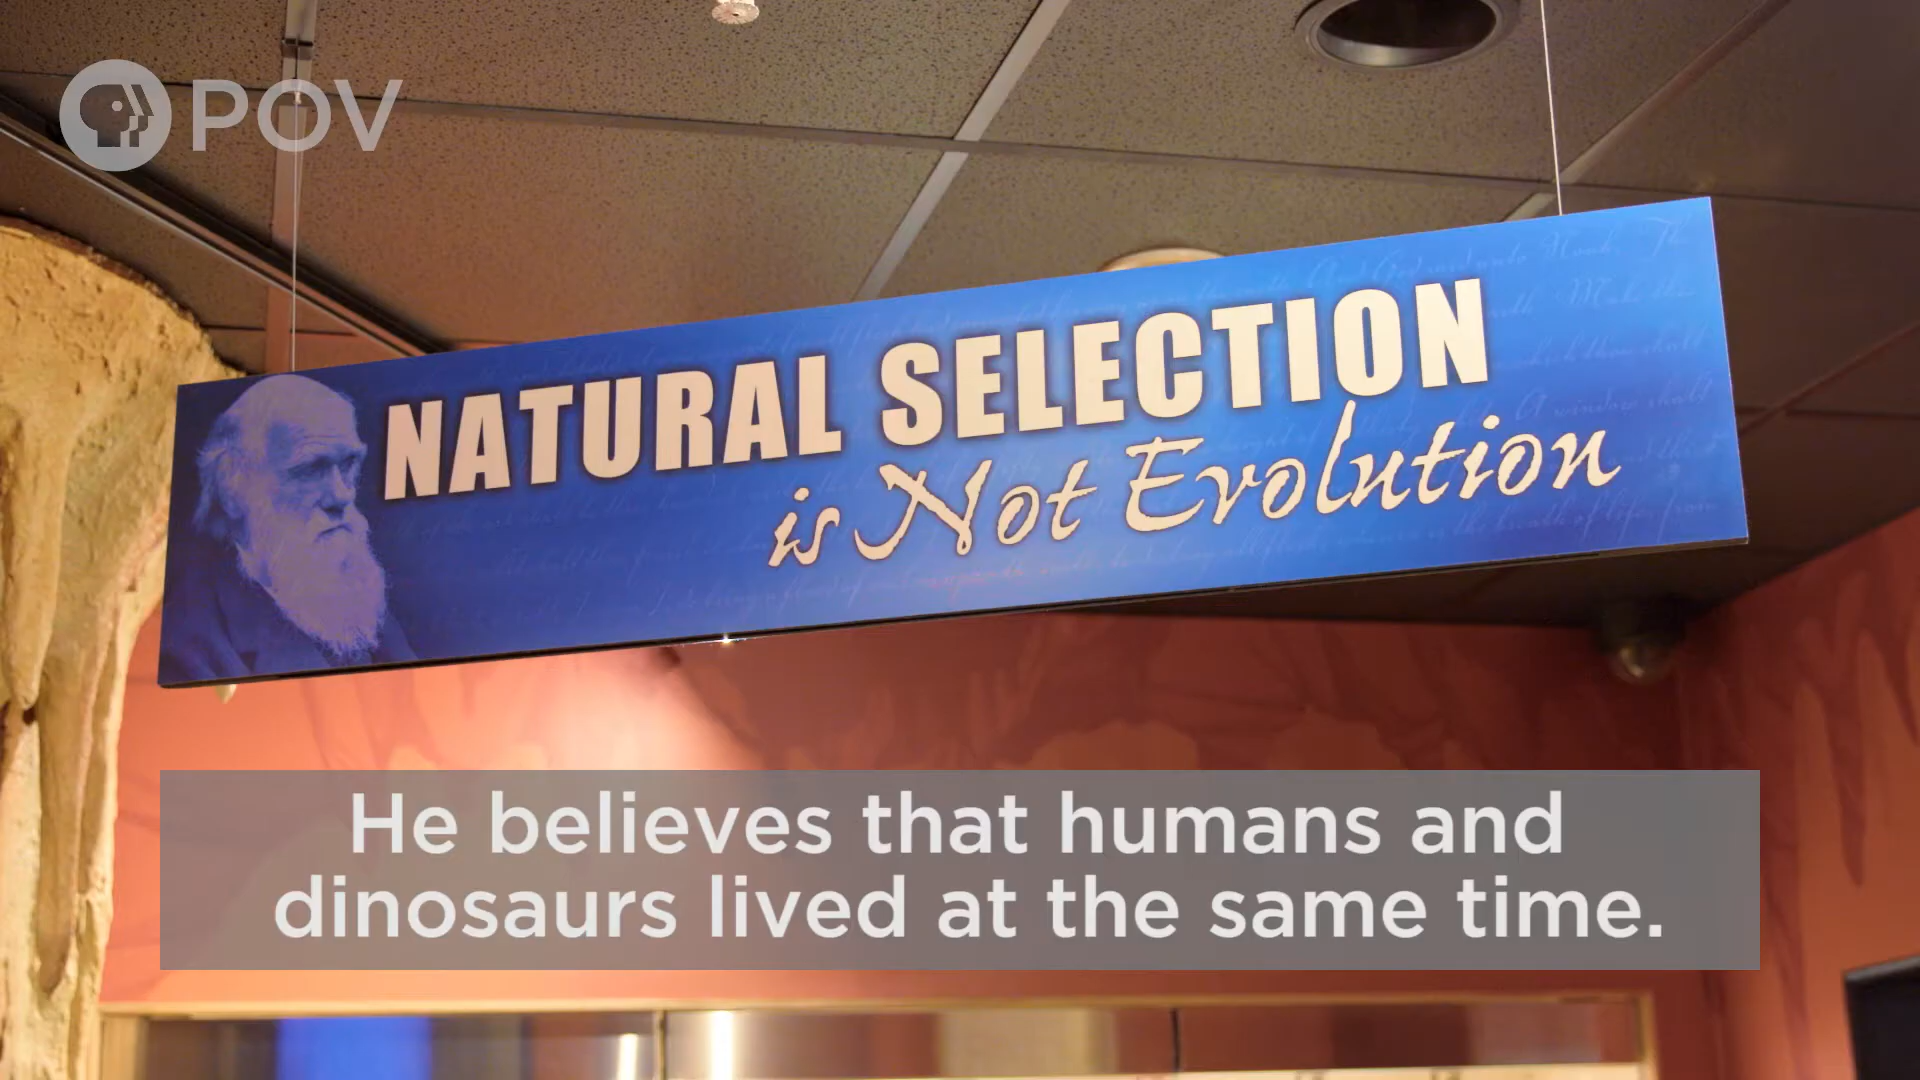 POV
NATURAL SELECTION
is Not Evolution
He believes that humans and
dinosaurs lived at the same time.